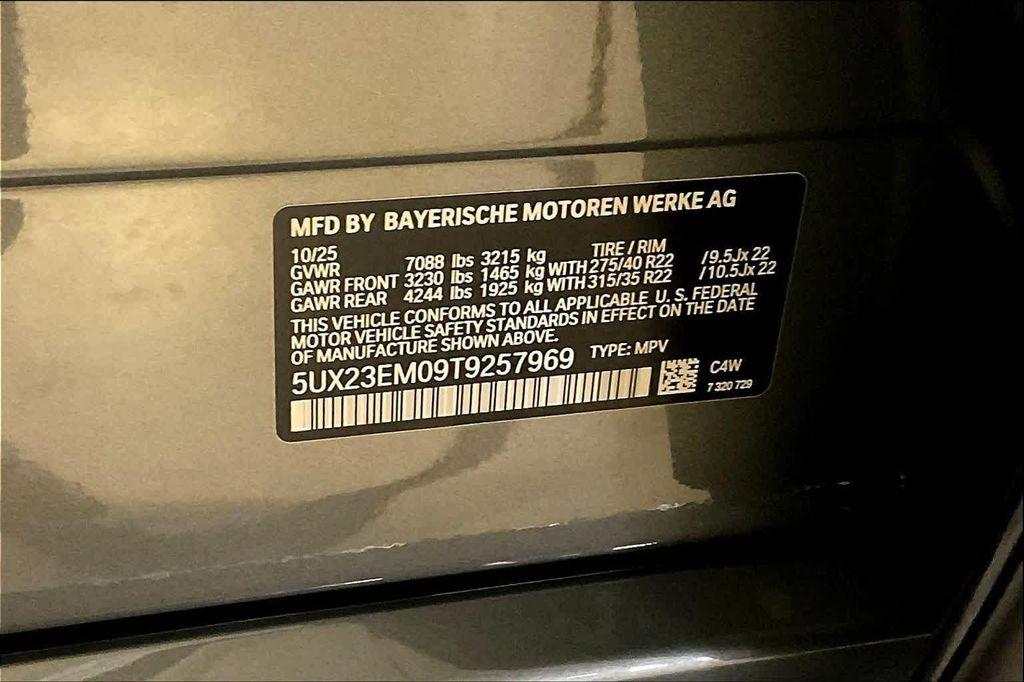 MFD BY BAYERISCHE MOTOREN WERKE AG
10/25 TIRE / RIM
GVWR 7088 lbs 3215 kg
GAWR FRONT 3230 lbs 1465 kg WITH 275/40 R22 /9.5Jx 22
GAWR REAR 4244 lbs 1925 kg WITH 315/35 R22 /10.5Jx 22
THIS VEHICLE CONFORMS TO ALL APPLICABLE U. S. FEDERAL
MOTOR VEHICLE SAFETY STANDARDS IN EFFECT ON THE DATE
OF MANUFACTURE SHOWN ABOVE.
5UX23EM09T9257969 TYPE: MPV
C4W
7 320 729